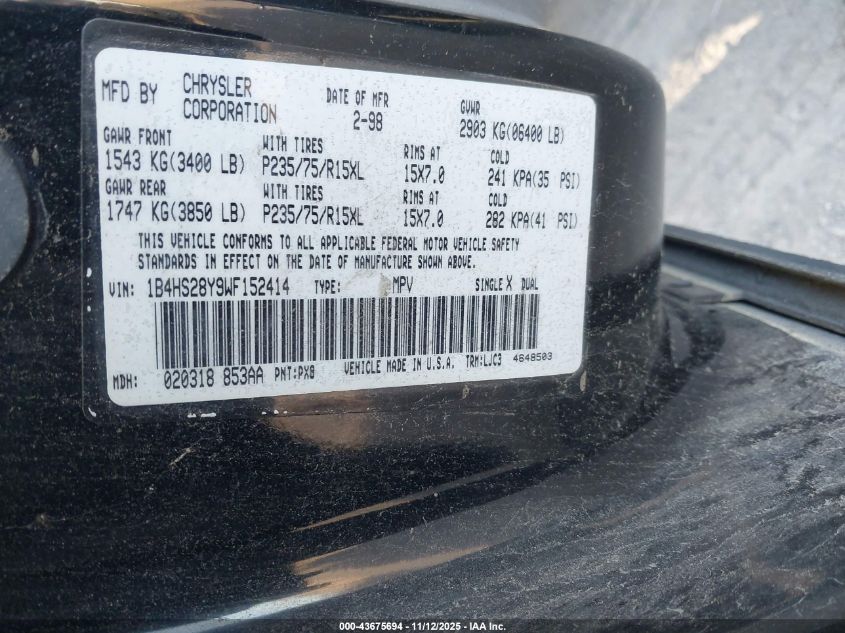 MFD BY CHRYSLER CORPORATION DATE OF MFR 2-98 GVWR 2903 KG(06400 LB)
GAWR FRONT WITH TIRES RIMS AT COLD
1543 KG(3400 LB) P235/75/R15XL 15X7.0 241 KPA(35 PSI)
GAWR REAR WITH TIRES RIMS AT COLD
1747 KG(3850 LB) P235/75/R15XL 15X7.0 282 KPA(41 PSI)
THIS VEHICLE CONFORMS TO ALL APPLICABLE FEDERAL MOTOR VEHICLE SAFETY
STANDARDS IN EFFECT ON THE DATE OF MANUFACTURE SHOWN ABOVE.
VIN: 1B4HS28Y9WF152414 TYPE: MPV SINGLE X DUAL
MDH: 020318 853AA PNT:PX8 VEHICLE MADE IN U.S.A. TRM:LJC3 4648503
000-43675694 - 11/12/2025 - IAA Inc.